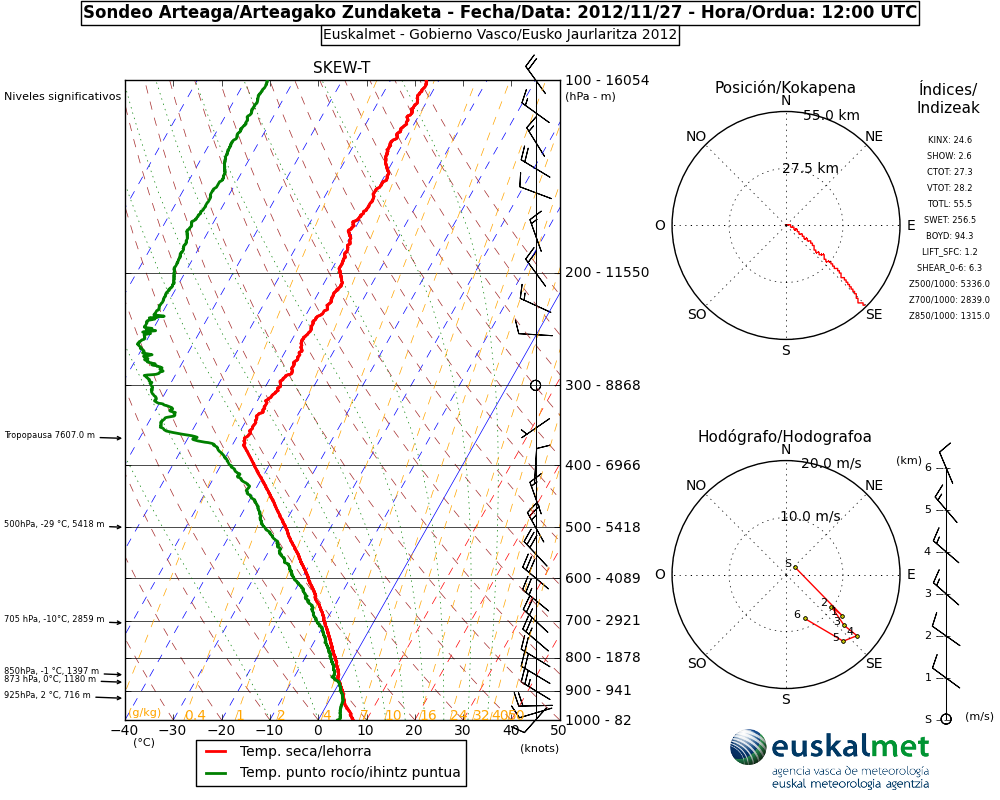 Sondeo Arteaga/Arteagako Zundaketa - Fecha/Data: 2012/11/27 - Hora/Ordua: 12:00 UTC
Euskalmet - Gobierno Vasco/Eusko Jaurlaritza 2012
SKEW-T
Niveles significativos
100 - 16054
(hPa - m)
200 - 11550
300 - 8868
Tropopausa 7607.0 m
400 - 6966
500hPa, -29 °C, 5418 m
500 - 5418
600 - 4089
705 hPa, -10°C, 2859 m
700 - 2921
800 - 1878
850hPa, -1 °C, 1397 m
873 hPa, 0°C, 1180 m
900 - 941
925hPa, 2 °C, 716 m
(g/kg) 0.4 1 2 4 7 10 16 24 32 40
1000 - 82
−40 −30 −20 −10 0 10 20 30 40 50
(°C)
(knots)
Temp. seca/lehorra
Temp. punto rocío/ihintz puntua
Posición/Kokapena
N
55.0 km
NO
NE
27.5 km
O
E
SO
SE
S
Índices/
Indizeak
KINX: 24.6
SHOW: 2.6
CTOT: 27.3
VTOT: 28.2
TOTL: 55.5
SWET: 256.5
BOYD: 94.3
LIFT_SFC: 1.2
SHEAR_0-6: 6.3
Z500/1000: 5336.0
Z700/1000: 2839.0
Z850/1000: 1315.0
Hodógrafo/Hodografoa
N
20.0 m/s
NO
NE
10.0 m/s
S
O
E
2
1
6
3
4
5
SO
SE
S
(km)
6
5
4
3
2
1
S
(m/s)
euskalmet
agencia vasca de meteorología
euskal meteorologia agentzia